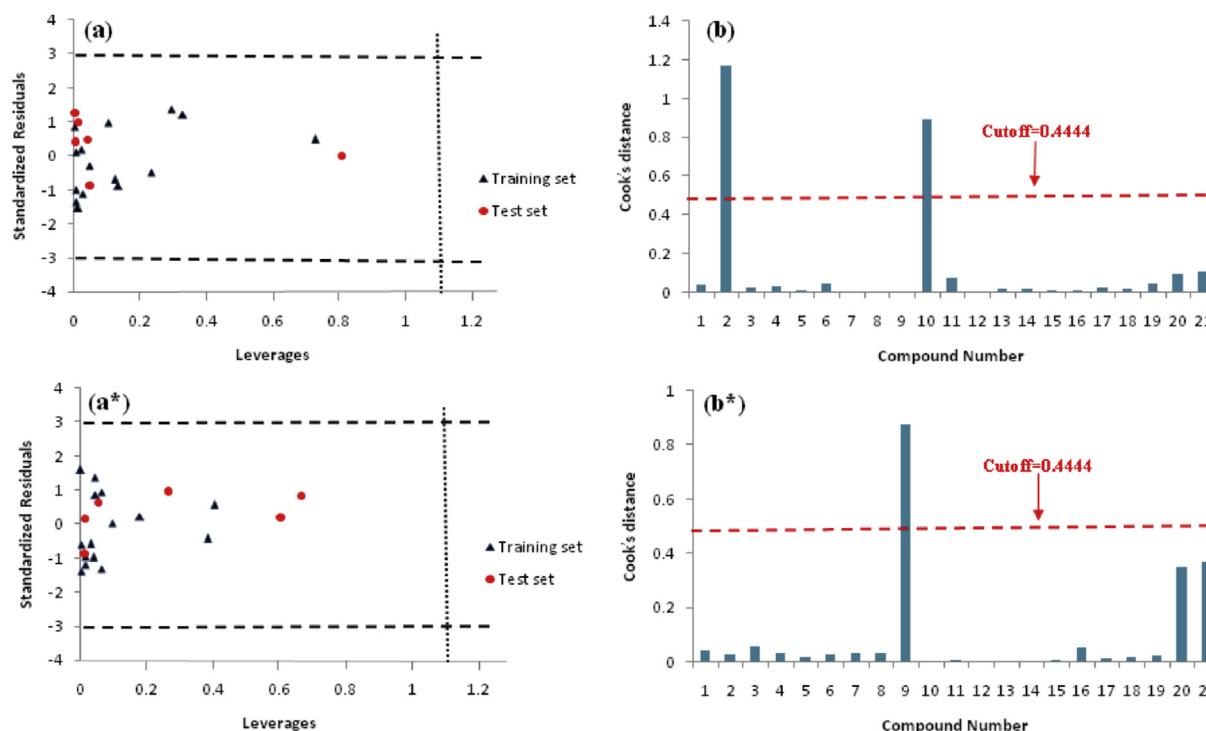 (a)
4
3
2
1
0
-1
-2
-3
-4
Standardized Residuals
0 0.2 0.4 0.6 0.8 1 1.2
Leverages
Training set
Test set
(b)
1.4
1.2
1
0.8
0.6
0.4
0.2
0
Cook's distance
Cutoff=0.4444
1 2 3 4 5 6 7 8 9 10 11 12 13 14 15 16 17 18 19 20 21
Compound Number
(a*)
4
3
2
1
0
-1
-2
-3
-4
Standardized Residuals
0 0.2 0.4 0.6 0.8 1 1.2
Leverages
Training set
Test set
(b*)
1
0.8
0.6
0.4
0.2
0
Cook's distance
Cutoff=0.4444
1 2 3 4 5 6 7 8 9 10 11 12 13 14 15 16 17 18 19 20
Compound Number